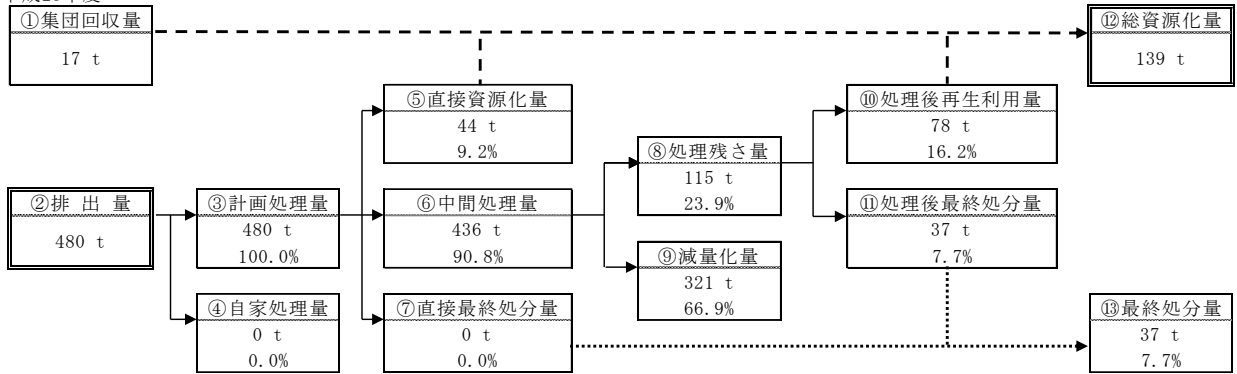 ①集団回収量
17 t
⑫総資源化量
139 t
⑤直接資源化量
44 t
9.2%
⑩処理後再生利用量
78 t
16.2%
⑧処理残さ量
115 t
23.9%
②排 出 量
480 t
③計画処理量
480 t
100.0%
⑥中間処理量
436 t
90.8%
⑪処理後最終処分量
37 t
7.7%
⑨減量化量
321 t
66.9%
④自家処理量
0 t
0.0%
⑦直接最終処分量
0 t
0.0%
⑬最終処分量
37 t
7.7%